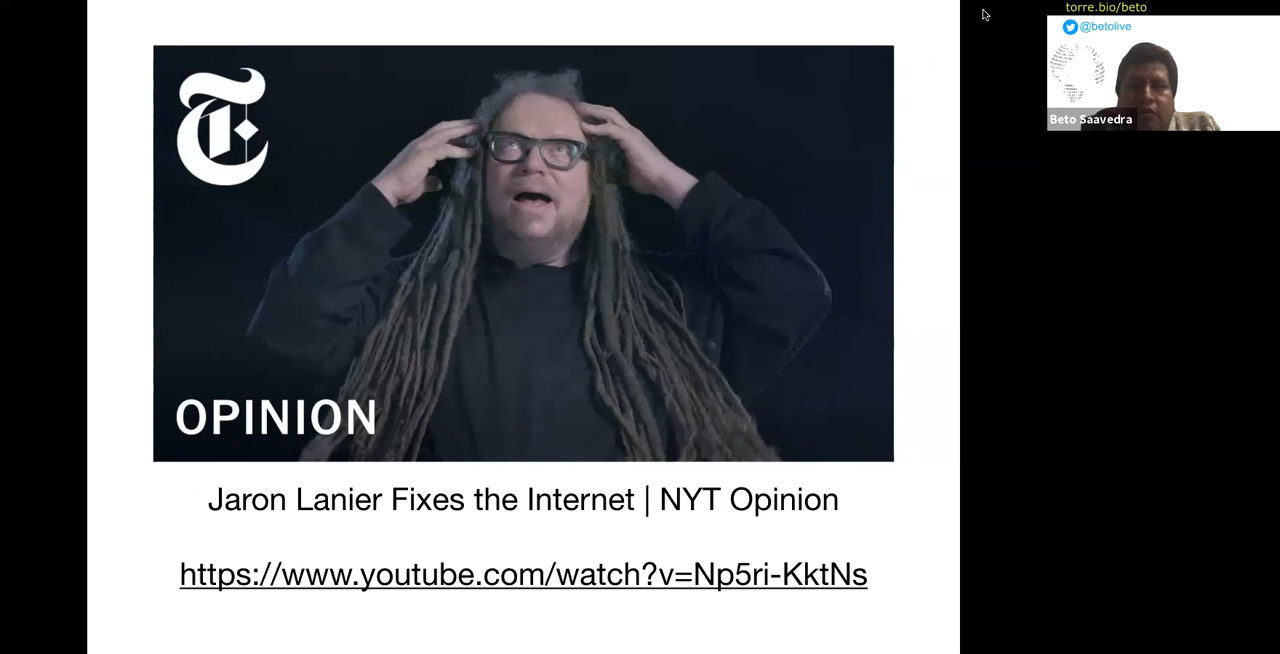 torre.bio/beto
@betolive
Beto Saavedra
OPINION
Jaron Lanier Fixes the Internet | NYT Opinion
https://www.youtube.com/watch?v=Np5ri-KktNs